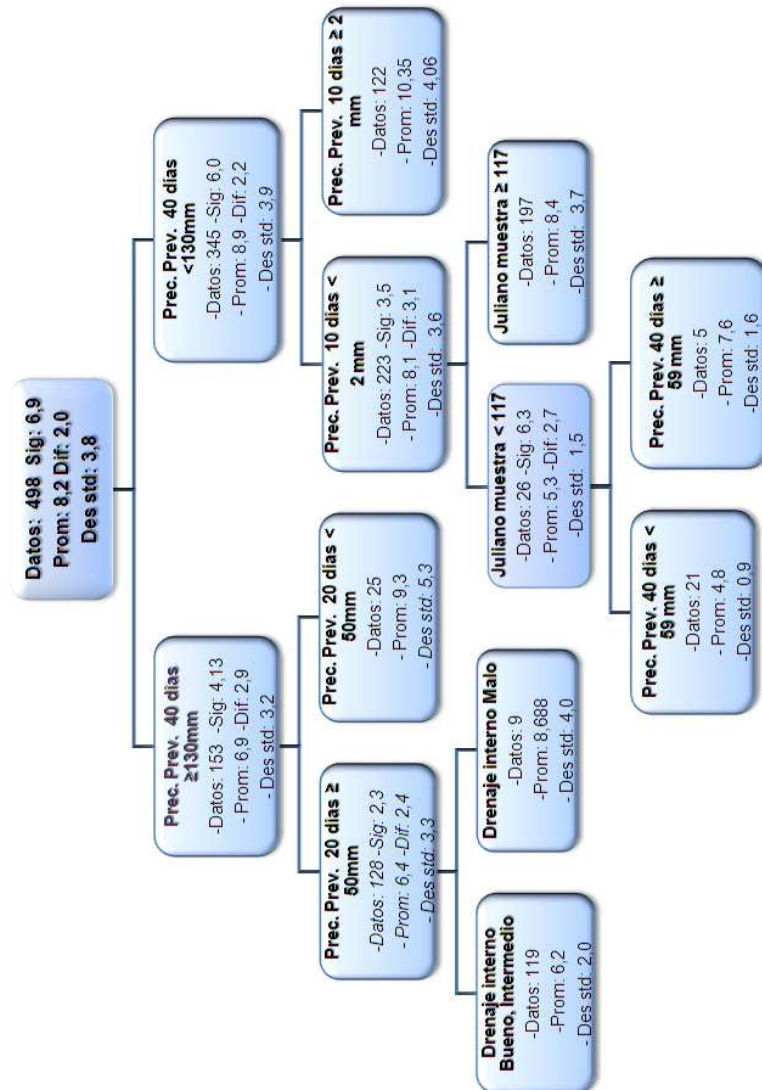 Datos: 498 Sig: 6,9
Prom: 8,2 Dif: 2,0
Des std: 3,8
Prec. Prev. 40 dias
≥130mm
-Datos: 153 -Sig: 4,13
- Prom: 6,9 -Dif: 2,9
- Des std: 3,2
Prec. Prev. 40 dias
<130mm
-Datos: 345 -Sig: 6,0
- Prom: 8,9 -Dif: 2,2
- Des std: 3,9
Prec. Prev. 20 dias ≥
50mm
-Datos: 128 -Sig: 2,3
- Prom: 6,4 -Dif: 2,4
- Des std: 3,3
Prec. Prev. 20 dias <
50mm
-Datos: 25
- Prom: 9,3
- Des std: 5,3
Prec. Prev. 10 dias <
2 mm
-Datos: 223 -Sig: 3,5
- Prom: 8,1 -Dif: 3,1
- Des std: 3,6
Prec. Prev. 10 dias ≥ 2
mm
-Datos: 122
- Prom: 10,35
-Des std: 4,06
Drenaje interno
Bueno, Intermedio
-Datos: 119
- Prom: 6,2
- Des std: 2,0
Drenaje interno Malo
-Datos: 9
-Prom: 8,688
- Des std: 4,0
Juliano muestra < 117
-Datos: 26 -Sig: 6,3
- Prom: 5,3 -Dif: 2,7
- Des std: 1,5
Juliano muestra ≥ 117
-Datos: 197
- Prom: 8,4
- Des std: 3,7
Prec. Prev. 40 dias <
59 mm
-Datos: 21
- Prom: 4,8
- Des std: 0,9
Prec. Prev. 40 dias ≥
59 mm
-Datos: 5
- Prom: 7,6
- Des std: 1,6